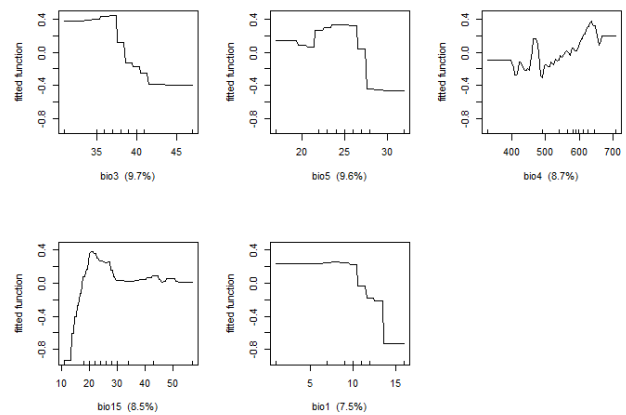 fitted function
0.4
0.0
-0.4
-0.8
35 40 45
bio3 (9.7%)
fitted function
0.4
0.0
-0.4
-0.8
20 25 30
bio5 (9.6%)
fitted function
0.4
0.0
-0.4
-0.8
400 500 600 700
bio4 (8.7%)
fitted function
0.4
0.0
-0.4
-0.8
10 20 30 40 50
bio15 (8.5%)
fitted function
0.4
0.0
-0.4
-0.8
5 10 15
bio1 (7.5%)